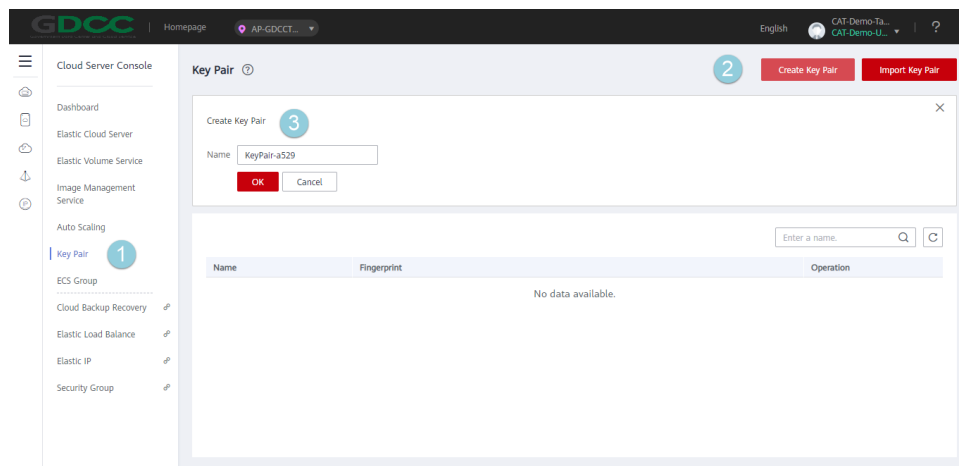 GDCC
Homepage
AP-GDCCT...
English
CAT-Demo-Ta...
CAT-Demo-U...
?
Cloud Server Console
Dashboard
Elastic Cloud Server
Elastic Volume Service
Image Management
Service
Auto Scaling
Key Pair
1
ECS Group
Cloud Backup Recovery
Elastic Load Balance
Elastic IP
Security Group
Key Pair ?
2
Create Key Pair
Import Key Pair
Create Key Pair
3
Name KeyPair-a529
OK Cancel
Enter a name.
Name Fingerprint Operation
No data available.